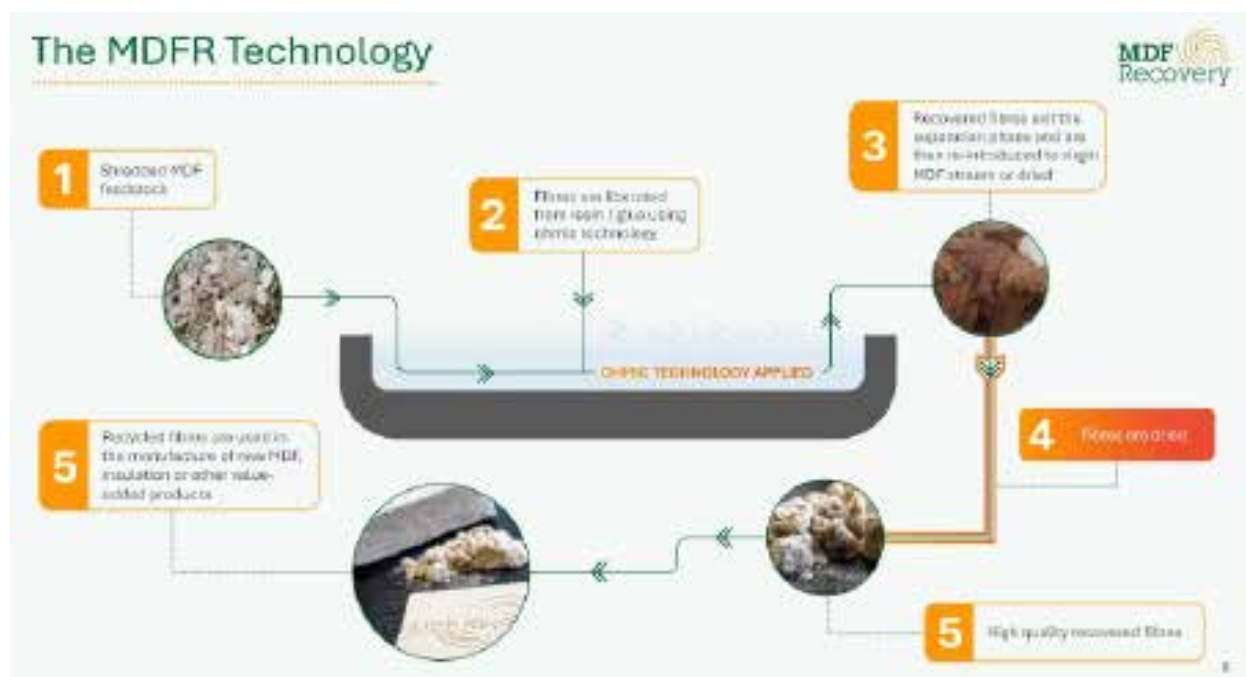 The MDFR Technology
MDF
Recovery
1
Shredded MDF
feedstock
2
Fibres are liberated
from resin / glue using
ohmic technology
3
Recovered fibres exit the
separation phase and are
then re-introduced to virgin
MDF stream or dried
OHMIC TECHNOLOGY APPLIED
4
Fibres are dried
5
Recycled fibres are used in
the manufacture of new MDF,
insulation or other value-
added products
5
High quality recovered fibres